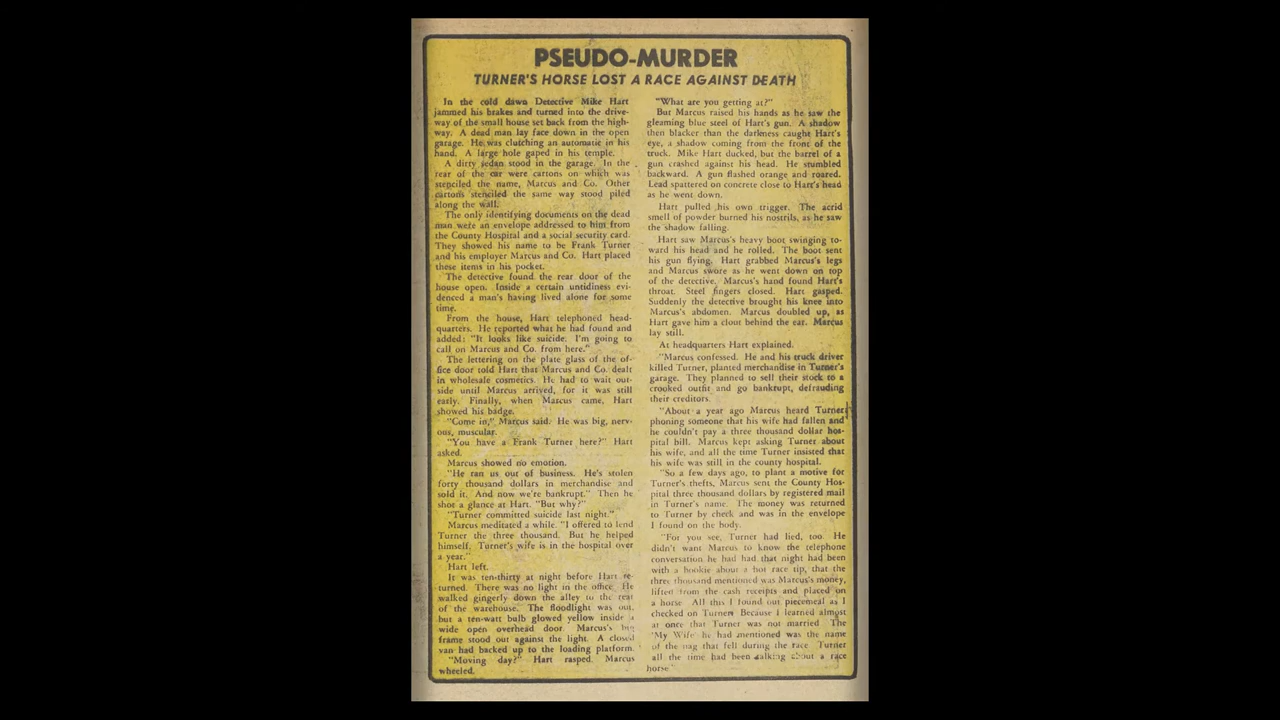 PSEUDO-MURDER
TURNER'S HORSE LOST A RACE AGAINST DEATH
In the cold dawn Detective Mike Hart
jammed his brakes and turned into the drive-
way of the small house set back from the high-
way. A dead man lay face down in the open
garage. He was clutching an automatic in his
hand. A large hole gaped in his temple.
A dirty sedan stood in the garage. In the
rear of the car were cartons on which was
stenciled the name, Marcus and Co. Other
cartons stenciled the same way stood piled
along the wall.
The only identifying documents on the dead
man were an envelope addressed to him from
the County Hospital and a social security card.
They showed his name to be Frank Turner
and his employer Marcus and Co. Hart placed
these items in his pocket.
The detective found the rear door of the
house open. Inside a certain untidiness evi-
denced a man's having lived alone for some
time.
From the house, Hart telephoned head-
quarters. He reported what he had found and
added: "It looks like suicide. I'm going to
call on Marcus and Co. from here."
The lettering on the plate glass of the of-
fice door told Hart that Marcus and Co. dealt
in wholesale cosmetics. He had to wait out-
side until Marcus arrived, for it was still
early. Finally, when Marcus came, Hart
showed his badge.
"Come in," Marcus said. He was big, nerv-
ous, muscular.
"You have a Frank Turner here?" Hart
asked.
Marcus showed no emotion.
"He ran us out of business. He's stolen
forty thousand dollars in merchandise and
sold it. And now we're bankrupt." Then he
shot a glance at Hart. "But why?"
"Turner committed suicide last night."
Marcus meditated a while. "I offered to lend
Turner the three thousand. But he helped
himself. Turner's wife is in the hospital over
a year."
Hart left.
It was ten-thirty at night before Hart re-
turned. There was no light in the office. He
walked gingerly down the alley to the rear
of the warehouse. The floodlight was out,
but a ten-watt bulb glowed yellow inside a
wide open overhead door. Marcus's big
frame stood out against the light. A closed
van had backed up to the loading platform.
"Moving day?" Hart rasped. Marcus
wheeled.
"What are you getting at?"
But Marcus raised his hands as he saw the
gleaming blue steel of Hart's gun. A shadow
then blacker than the darkness caught Hart's
eye, a shadow coming from the front of the
truck. Mike Hart ducked, but the barrel of a
gun crashed against his head. He stumbled
backward. A gun flashed orange and roared.
Lead spattered on concrete close to Hart's head
as he went down.
Hart pulled his own trigger. The acrid
smell of powder burned his nostrils, as he saw
the shadow falling.
Hart saw Marcus's heavy boot swinging to-
ward his head and he rolled. The boot sent
his gun flying. Hart grabbed Marcus's legs
and Marcus swore as he went down on top
of the detective. Marcus's hand found Hart's
throat. Steel fingers closed. Hart gasped.
Suddenly the detective brought his knee into
Marcus's abdomen. Marcus doubled up, as
Hart gave him a clout behind the ear. Marcus
lay still.
At headquarters Hart explained.
"Marcus confessed. He and his truck driver
killed Turner, planted merchandise in Turner's
garage. They planned to sell their stock to a
crooked outfit and go bankrupt, defrauding
their creditors.
"About a year ago Marcus heard Turner
phoning someone that his wife had fallen and
he couldn't pay a three thousand dollar hos-
pital bill. Marcus kept asking Turner about
his wife, and all the time Turner insisted that
his wife was still in the county hospital.
"So a few days ago, to plant a motive for
Turner's thefts, Marcus sent the County Hos-
pital three thousand dollars by registered mail
in Turner's name. The money was returned
to Turner by check and was in the envelope
I found on the body.
"For you see, Turner had lied, too. He
didn't want Marcus to know the telephone
conversation he had had that night had been
with a bookie about a hot race tip, that the
three thousand mentioned was Marcus's money,
lifted from the cash receipts and placed on
a horse. All this I found out piecemeal as I
checked on Turner. Because I learned almost
at once that Turner was not married. The
'My Wife' he had mentioned was the name
of the nag that fell during the race. Turner
all the time had been talking about a race
horse."